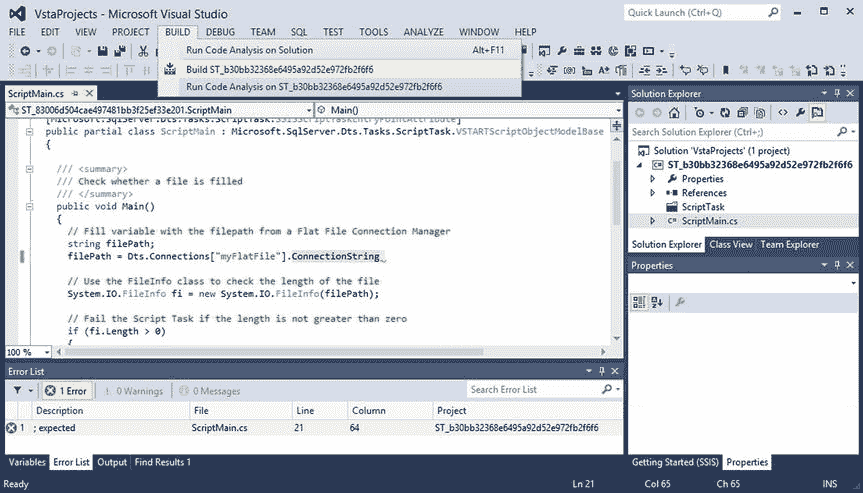 VstaProjects - Microsoft Visual Studio
Quick Launch (Ctrl+Q)
FILE EDIT VIEW PROJECT BUILD DEBUG TEAM SQL TEST TOOLS ANALYZE WINDOW HELP
Run Code Analysis on Solution Alt+F11
Build ST_b30bb32368e6495a92d52e972fb2f6f6
Run Code Analysis on ST_b30bb32368e6495a92d52e972fb2f6f6
ScriptMain.cs
ST_83006d504cae497481bb3f25ef33e201.ScriptMain
Main()
[Microsoft.SqlServer.Dts.Tasks.ScriptTask.SSISScriptTaskEntryPointAttribute]
public partial class ScriptMain : Microsoft.SqlServer.Dts.Tasks.ScriptTask.VSTARTScriptObjectModelBase
{
/// <summary>
/// Check whether a file is filled
/// </summary>
public void Main()
{
// Fill variable with the filepath from a Flat File Connection Manager
string filePath;
filePath = Dts.Connections["myFlatFile"].ConnectionString
// Use the FileInfo class to check the length of the file
System.IO.FileInfo fi = new System.IO.FileInfo(filePath);
// Fail the Script Task if the length is not greater than zero
if (fi.Length > 0)
{
100 %
Solution Explorer
Search Solution Explorer (Ctrl+;)
Solution 'VstaProjects' (1 project)
ST_b30bb32368e6495a92d52e972fb2f6f6
Properties
References
ScriptTask
ScriptMain.cs
Solution Explorer Class View Team Explorer
Properties
Error List
1 Error 0 Warnings 0 Messages
Search Error List
Description File Line Column Project
1 ; expected ScriptMain.cs 21 64 ST_b30bb32368e6495a92d52e972fb2f6f6
Variables Error List Output Find Results 1
Getting Started (SSIS) Properties
Ready Ln 21 Col 65 Ch 65 INS